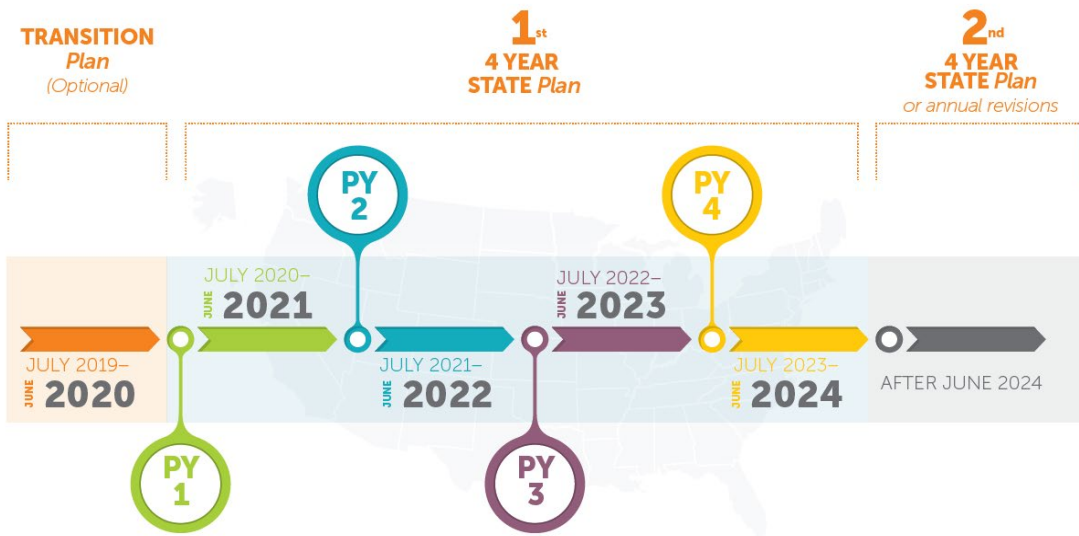 TRANSITION
Plan
(Optional)
1st
4 YEAR
STATE Plan
2nd
4 YEAR
STATE Plan
or annual revisions
PY
2
PY
4
JULY 2020–
JUNE 2021
JULY 2022–
JUNE 2023
JULY 2019–
JUNE 2020
JULY 2021–
JUNE 2022
JULY 2023–
JUNE 2024
AFTER JUNE 2024
PY
1
PY
3